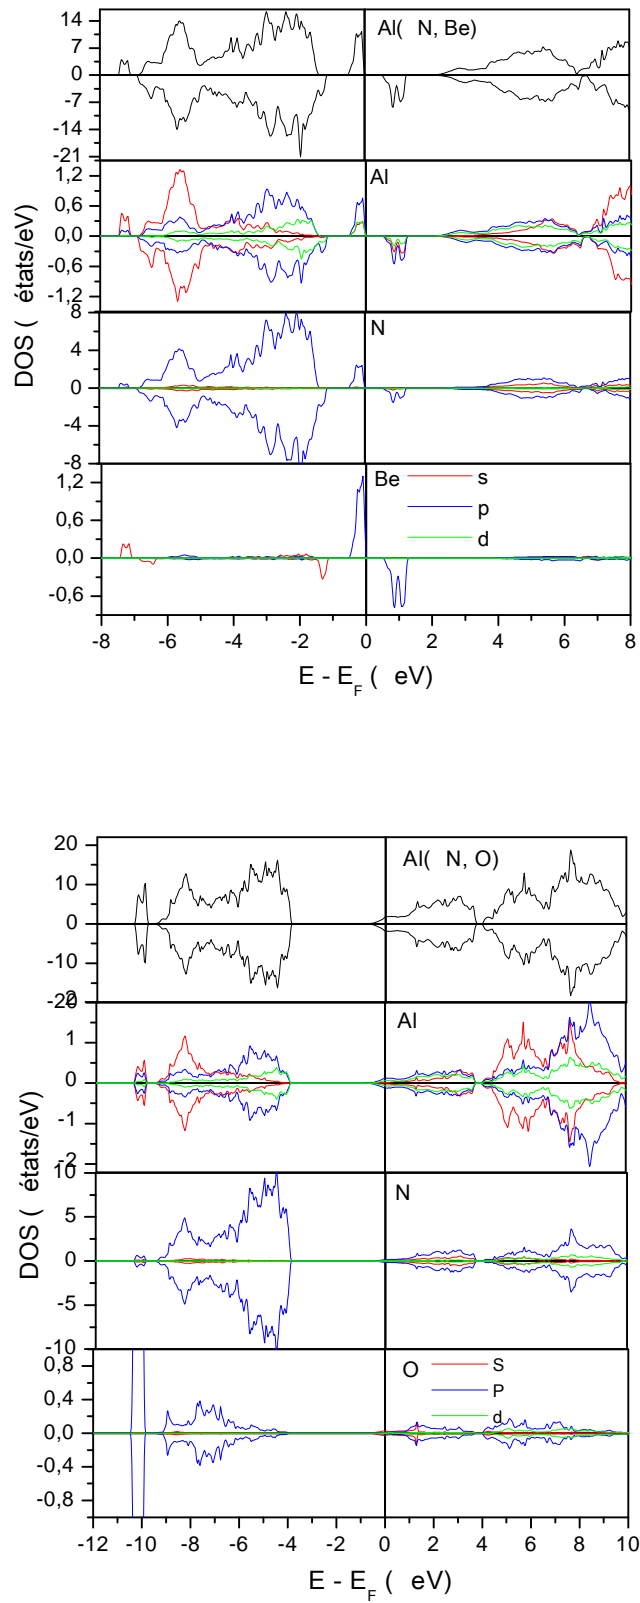 14
Al( N, Be)
7
0
-7
-14
-21
1,2
Al
0,6
0,0
-0,6
-1,2
DOS ( états/eV)
8
N
4
0
-4
-8
Be
s
1,2
p
0,6
d
0,0
-0,6
-8 -6 -4 -2 0 2 4 6 8
E - E_F ( eV)
20
Al( N, O)
10
0
-10
-20
2
Al
1
0
-1
-2
DOS ( états/eV)
10
N
5
0
-5
-10
O
S
0,8
P
0,4
d
0,0
-0,4
-0,8
-12 -10 -8 -6 -4 -2 0 2 4 6 8 10
E - E_F ( eV)